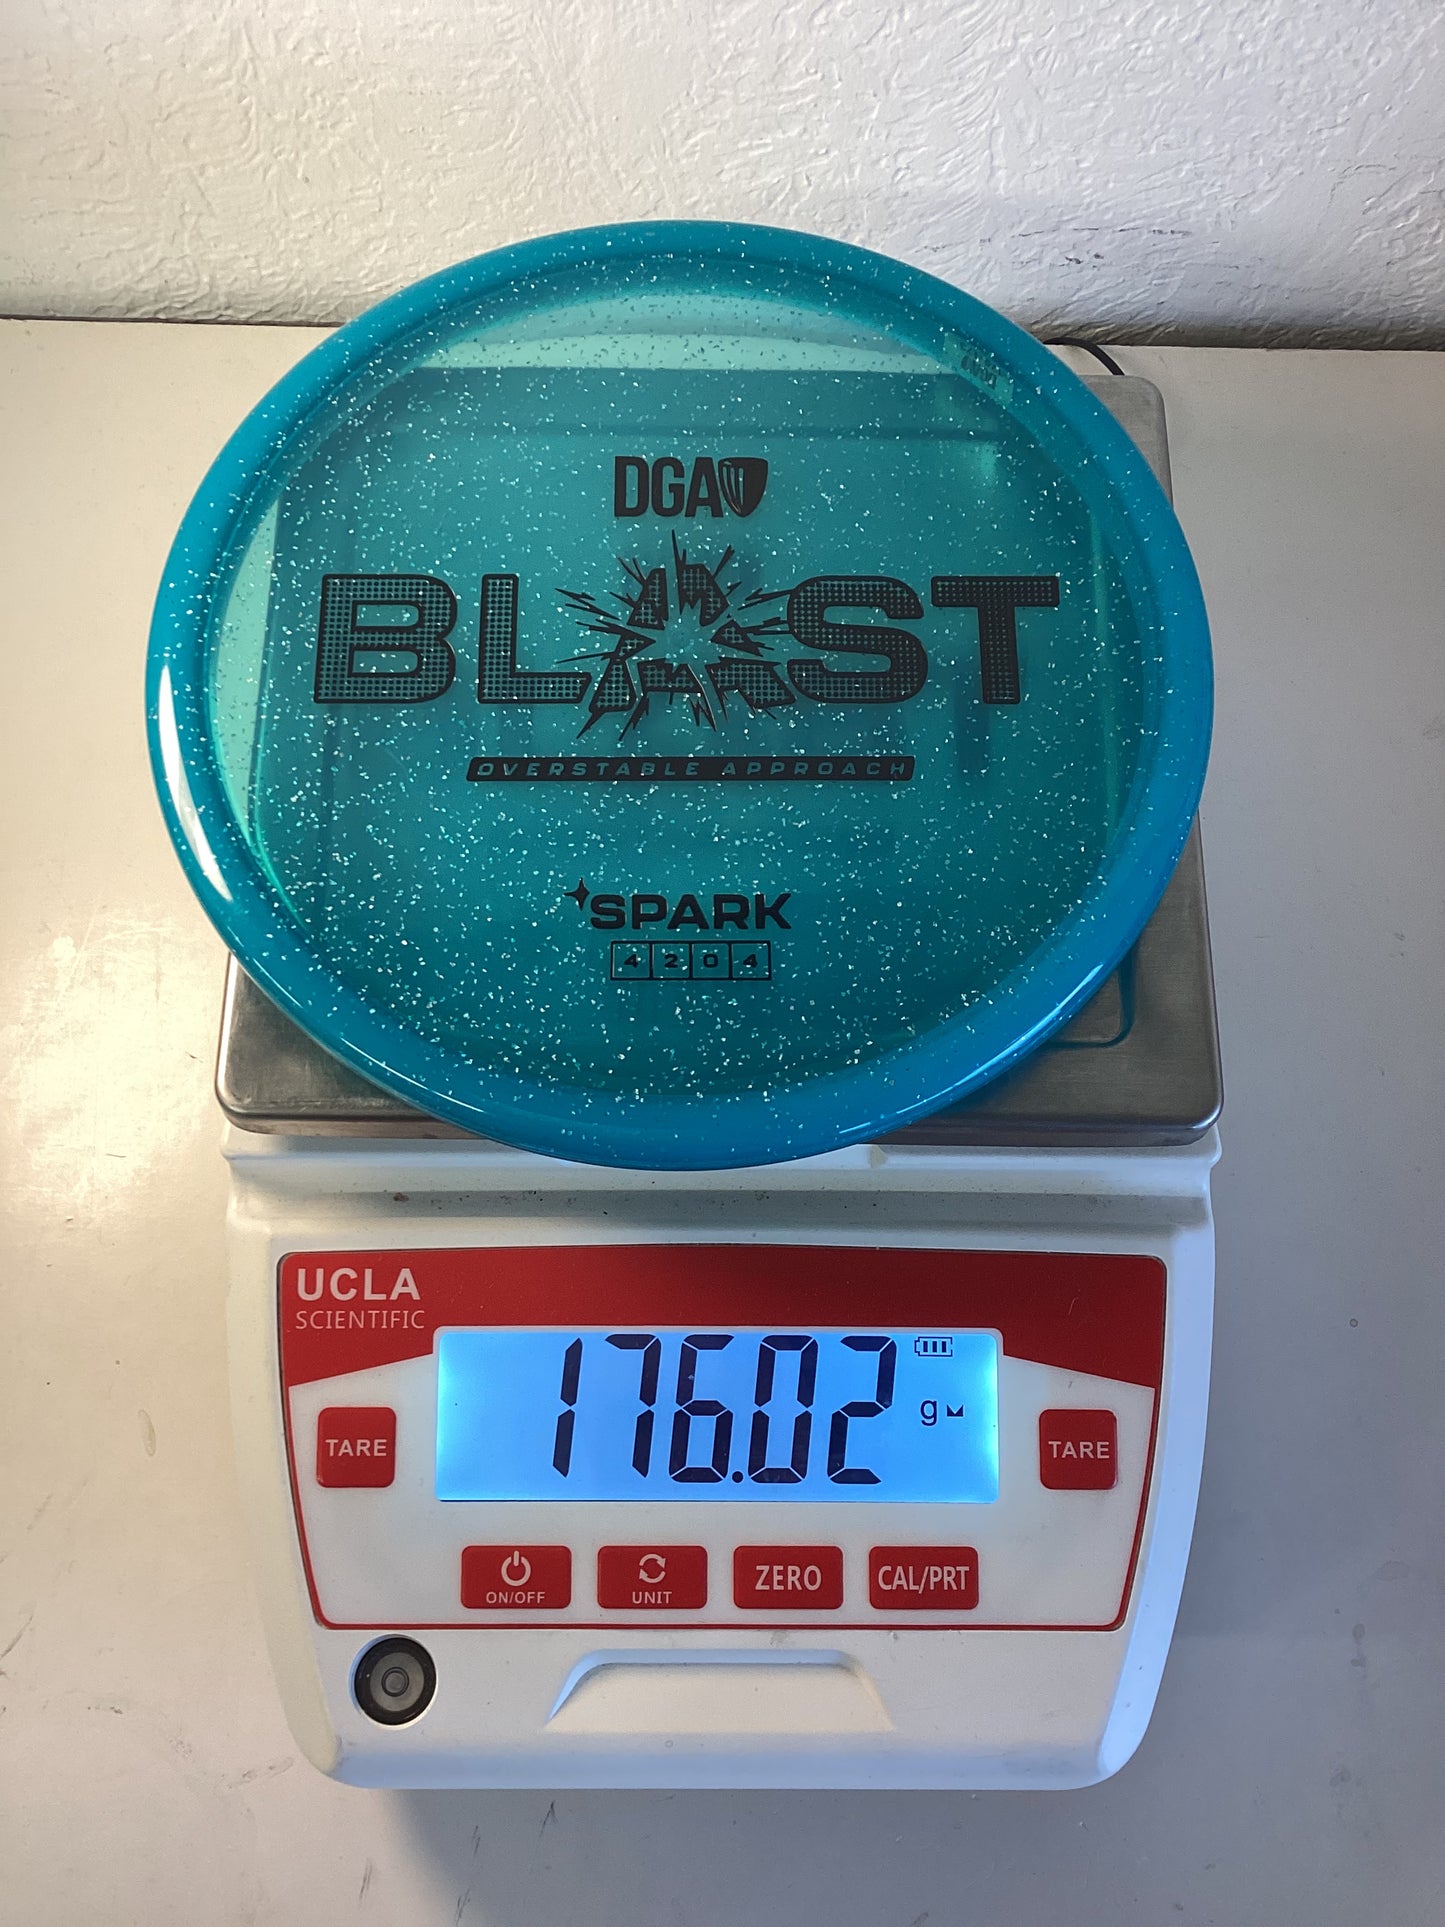 DGA
BLAST
OVERSTABLE APPROACH
SPARK
4 2 0 4
UCLA
SCIENTIFIC
176.02 g
TARE
TARE
ON/OFF
UNIT
ZERO
CAL/PRT